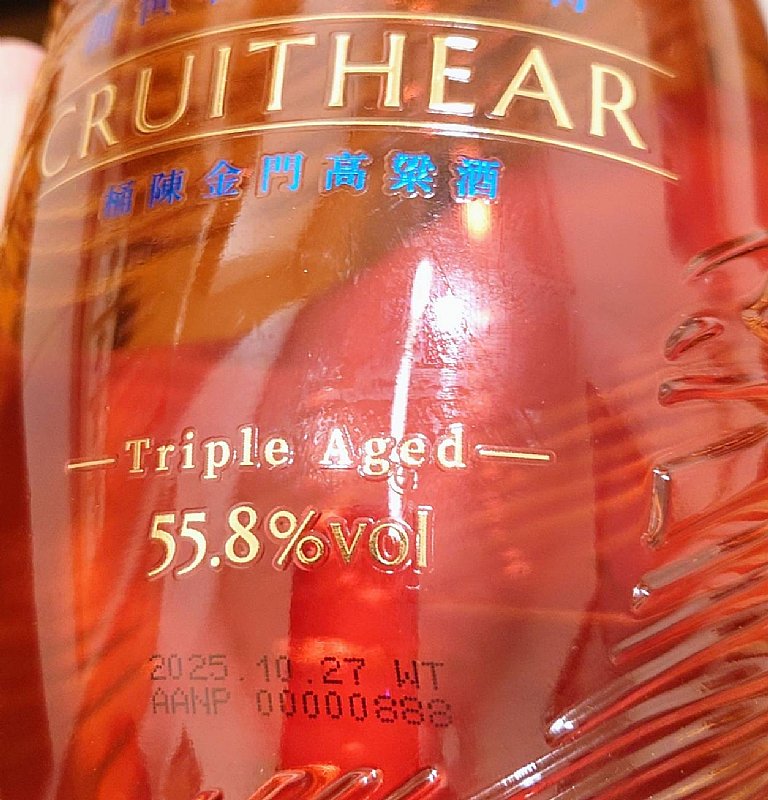 CRUITHEAR
桶陳金門高粱酒
Triple Aged
55.8%vol
2025.10.27 WT
AANP 00000888